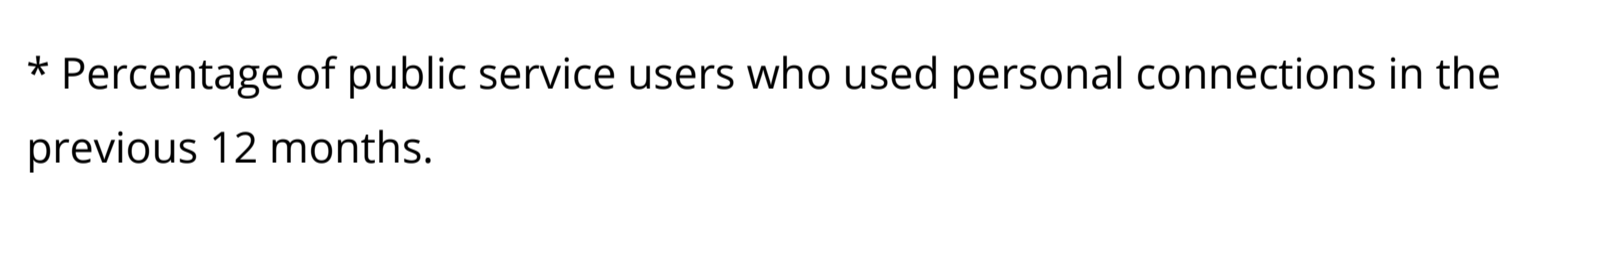 * Percentage of public service users who used personal connections in the
previous 12 months.